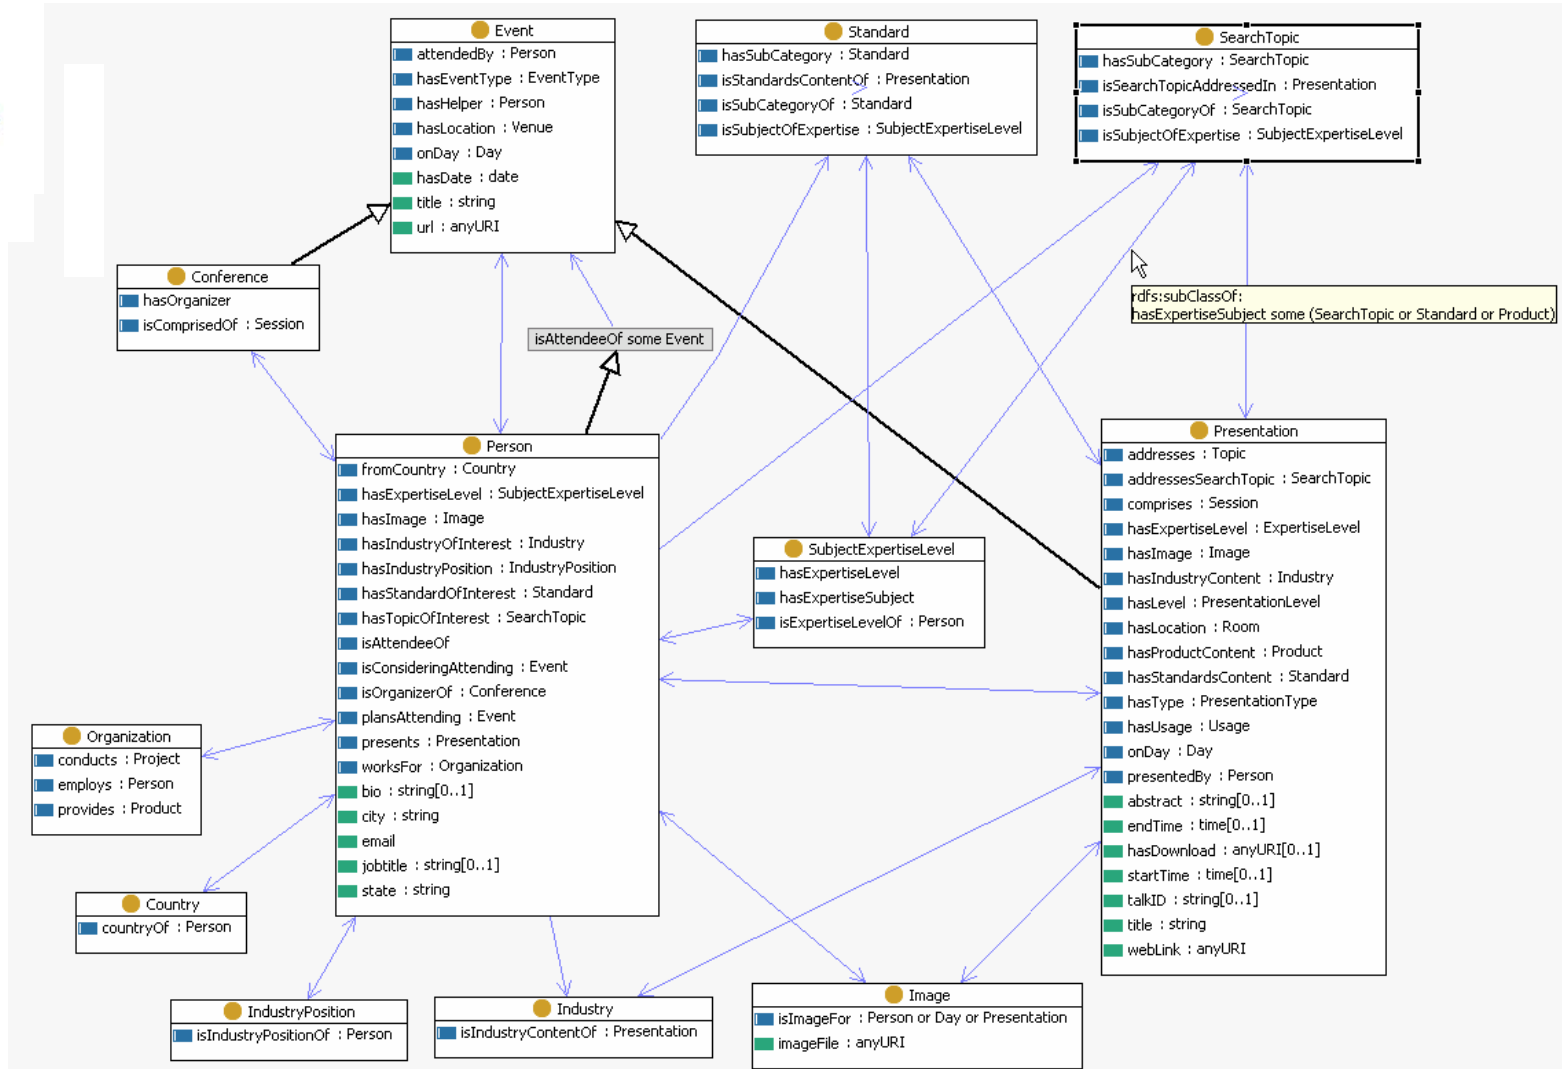 Event
attendedBy : Person
hasEventType : EventType
hasHelper : Person
hasLocation : Venue
onDay : Day
hasDate : date
title : string
url : anyURI
Standard
hasSubCategory : Standard
isStandardsContentOf : Presentation
isSubCategoryOf : Standard
isSubjectOfExpertise : SubjectExpertiseLevel
SearchTopic
hasSubCategory : SearchTopic
isSearchTopicAddressedIn : Presentation
isSubCategoryOf : SearchTopic
isSubjectOfExpertise : SubjectExpertiseLevel
Conference
hasOrganizer
isComprisedOf : Session
rdfs:subClassOf:
hasExpertiseSubject some (SearchTopic or Standard or Product)
isAttendeeOf some Event
Person
fromCountry : Country
hasExpertiseLevel : SubjectExpertiseLevel
hasImage : Image
hasIndustryOfInterest : Industry
hasIndustryPosition : IndustryPosition
hasStandardOfInterest : Standard
hasTopicOfInterest : SearchTopic
isAttendeeOf
isConsideringAttending : Event
isOrganizerOf : Conference
plansAttending : Event
presents : Presentation
worksFor : Organization
bio : string[0..1]
city : string
email
jobtitle : string[0..1]
state : string
SubjectExpertiseLevel
hasExpertiseLevel
hasExpertiseSubject
isExpertiseLevelOf : Person
Presentation
addresses : Topic
addressesSearchTopic : SearchTopic
comprises : Session
hasExpertiseLevel : ExpertiseLevel
hasImage : Image
hasIndustryContent : Industry
hasLevel : PresentationLevel
hasLocation : Room
hasProductContent : Product
hasStandardsContent : Standard
hasType : PresentationType
hasUsage : Usage
onDay : Day
presentedBy : Person
abstract : string[0..1]
endTime : time[0..1]
hasDownload : anyURI[0..1]
startTime : time[0..1]
talkID : string[0..1]
title : string
webLink : anyURI
Organization
conducts : Project
employs : Person
provides : Product
Country
countryOf : Person
IndustryPosition
isIndustryPositionOf : Person
Industry
isIndustryContentOf : Presentation
Image
isImageFor : Person or Day or Presentation
imageFile : anyURI